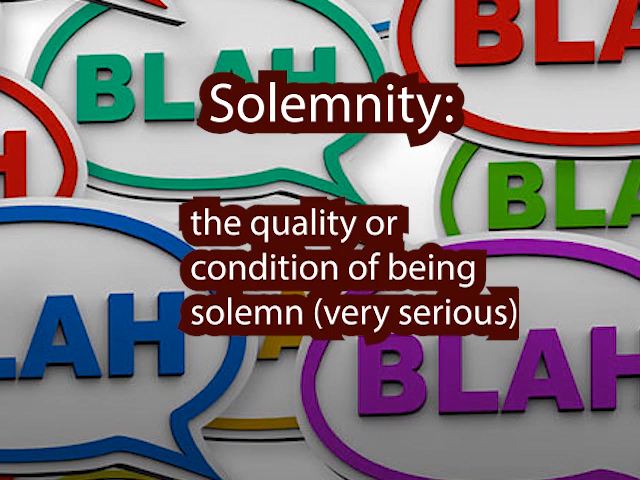 BLAH
BLA
Solemnity:
H
BLA
the quality or
condition of being
solemn (very serious)
LAH
A
BLAH